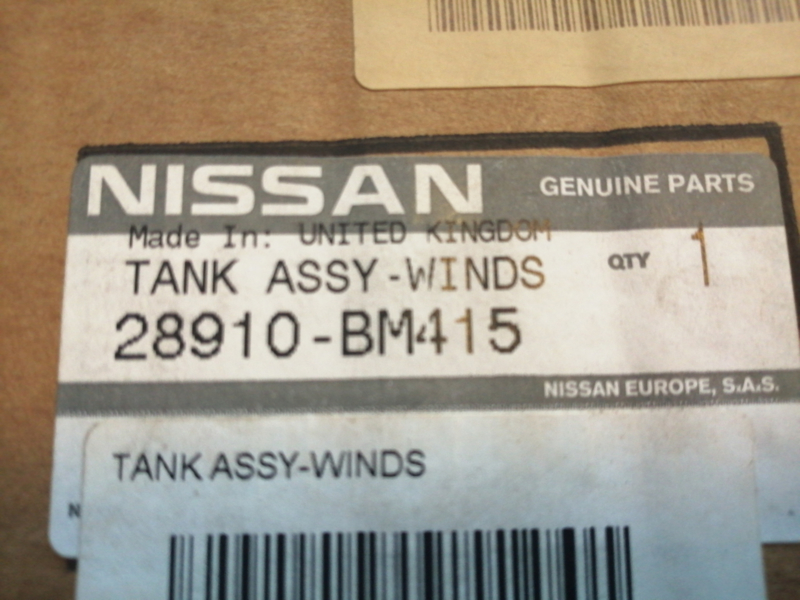 NISSAN GENUINE PARTS
Made In: UNITED KINGDOM
TANK ASSY-WINDS QTY 1
28910-BM415
NISSAN EUROPE, S.A.S.
TANK ASSY-WINDS
N